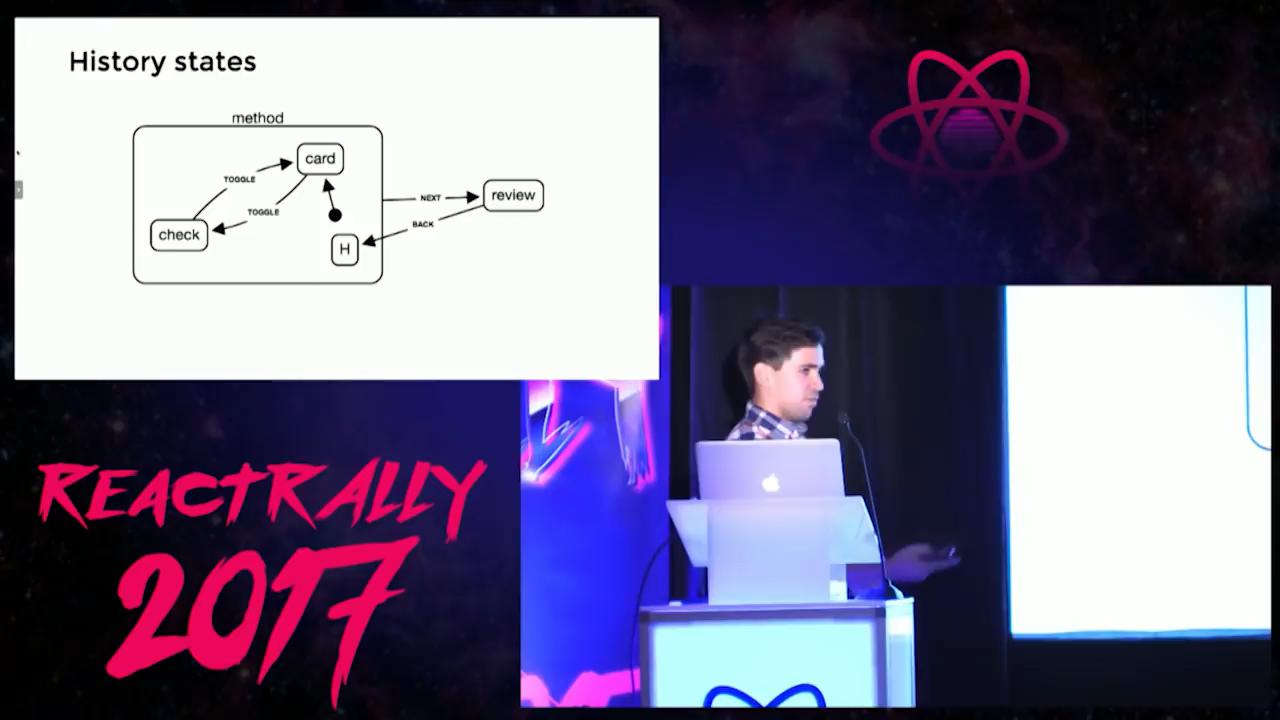 History states
method
card
TOGGLE
TOGGLE
check
H
NEXT
BACK
review
REACTRALLY
2017